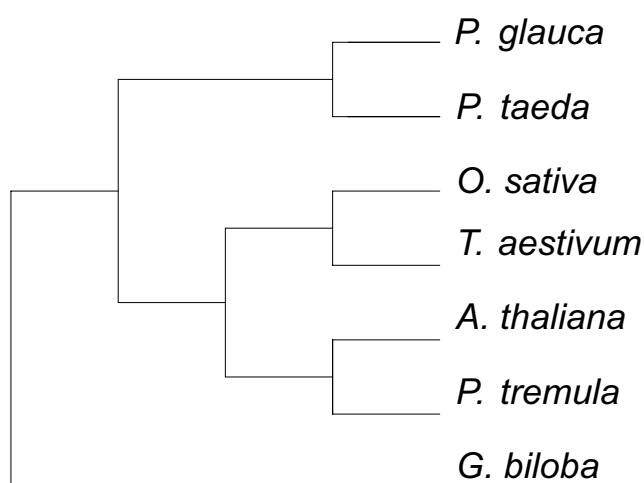 P. glauca
P. taeda
O. sativa
T. aestivum
A. thaliana
P. tremula
G. biloba